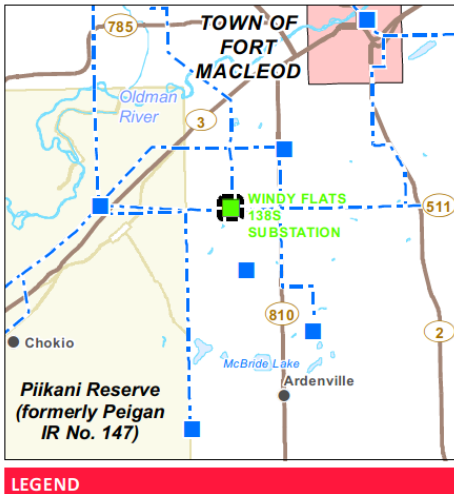 785
TOWN OF
FORT
MACLEOD
Oldman
River
3
WINDY FLATS
138S
SUBSTATION
511
810
2
Chokio
McBride Lake
Ardenville
Piikani Reserve
(formerly Peigan
IR No. 147)
LEGEND